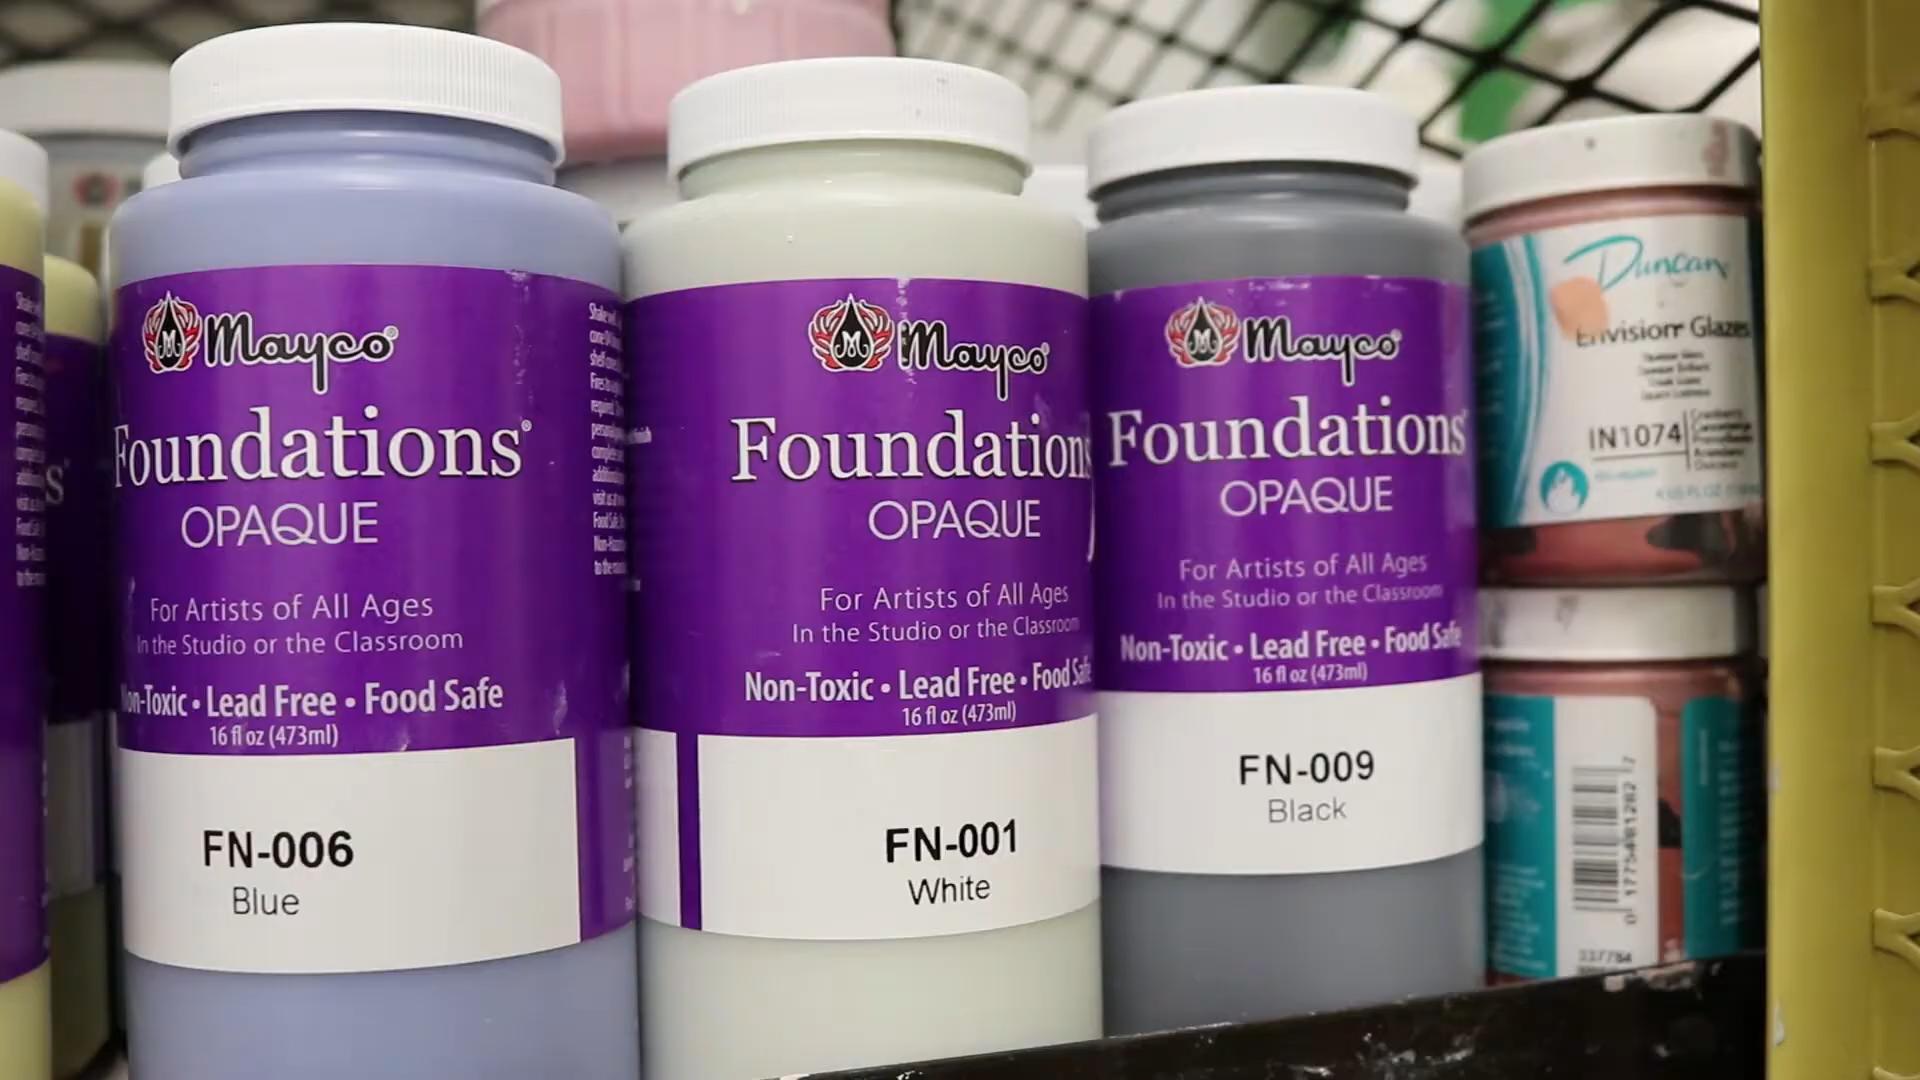 Mayco®
Foundations®
OPAQUE
For Artists of All Ages
In the Studio or the Classroom
Non-Toxic • Lead Free • Food Safe
16 fl oz (473ml)
FN-006
Blue
Mayco®
Foundations
OPAQUE
For Artists of All Ages
In the Studio or the Classroom
Non-Toxic • Lead Free • Food Safe
16 fl oz (473ml)
FN-001
White
Mayco®
Foundations®
OPAQUE
For Artists of All Ages
In the Studio or the Classroom
Non-Toxic • Lead Free • Food Safe
16 fl oz (473ml)
FN-009
Black
Duncan
Envision Glazes
IN1074